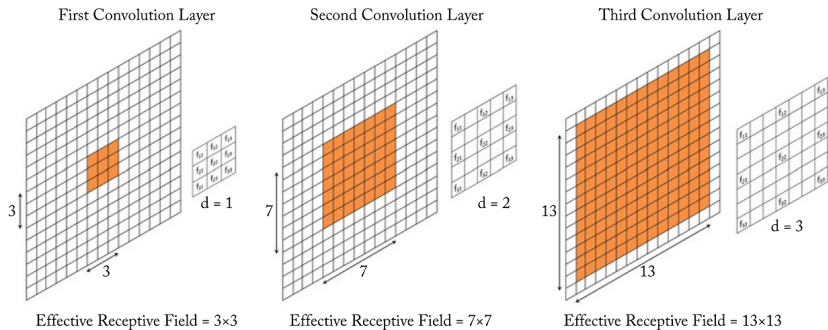 First Convolution Layer
3
3
d = 1
Effective Receptive Field = 3×3
Second Convolution Layer
7
7
d = 2
Effective Receptive Field = 7×7
Third Convolution Layer
13
13
d = 3
Effective Receptive Field = 13×13